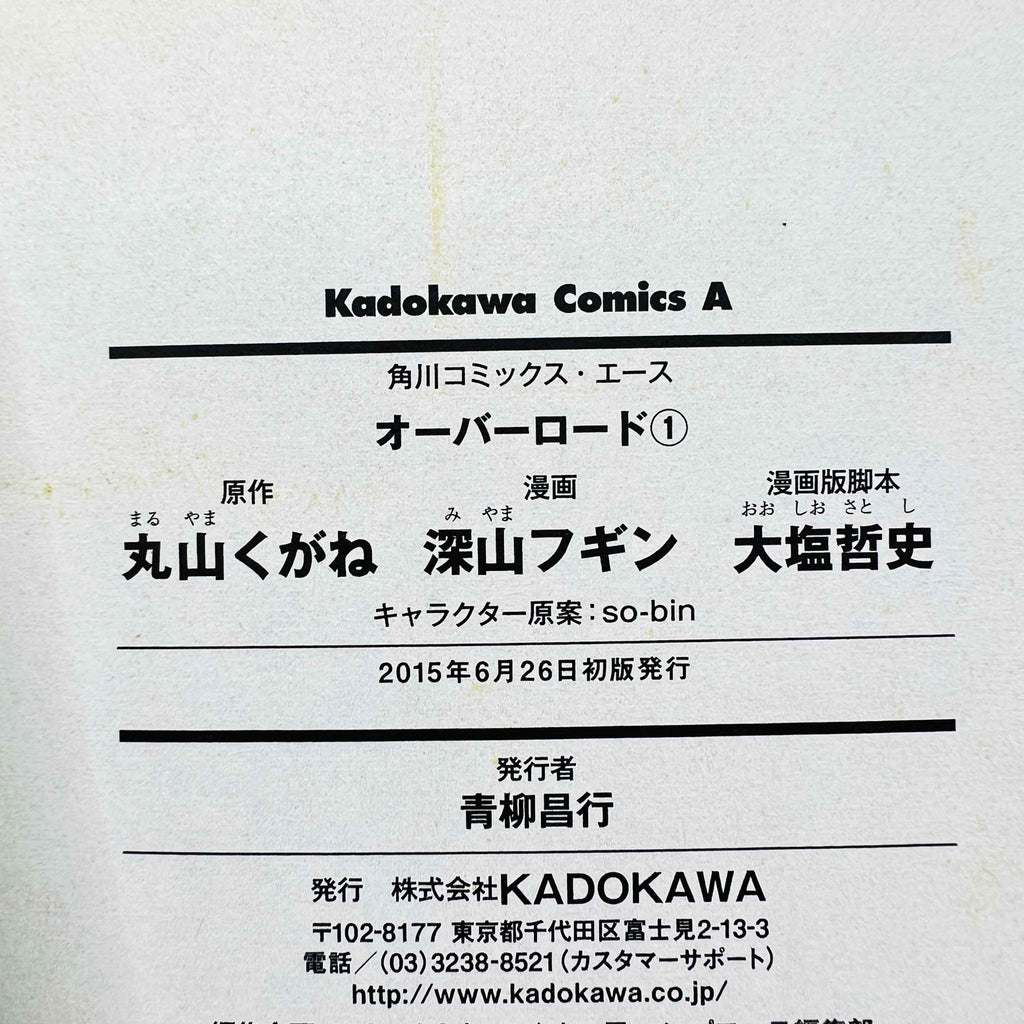 Kadokawa Comics A
角川コミックス・エース
オーバーロード①
原作 漫画 漫画版脚本
まる やま み やま おお しお さと し
丸山くがね 深山フギン 大塩哲史
キャラクター原案：so-bin
2015年6月26日初版発行
発行者
青柳昌行
発行 株式会社KADOKAWA
〒102-8177 東京都千代田区富士見2-13-3
電話／(03)3238-8521(カスタマーサポート)
http://www.kadokawa.co.jp/